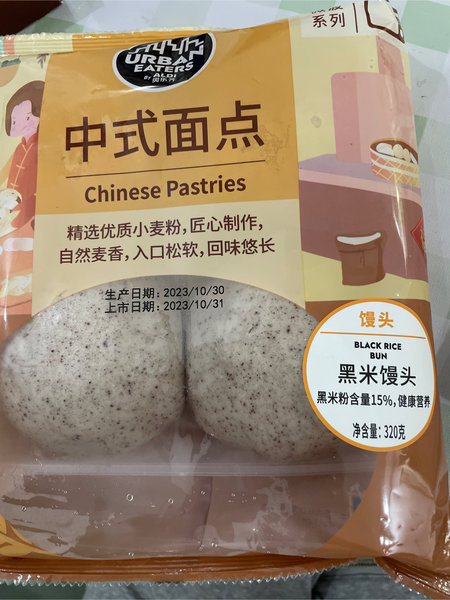 系列
URBAN
EATERS
BY ALDI
奥乐齐
中式面点
Chinese Pastries
精选优质小麦粉，匠心制作，
自然麦香，入口松软，回味悠长
生产日期：2023/10/30
上市日期：2023/10/31
馒头
BLACK RICE
BUN
黑米馒头
黑米粉含量15%，健康营养
净含量：320克